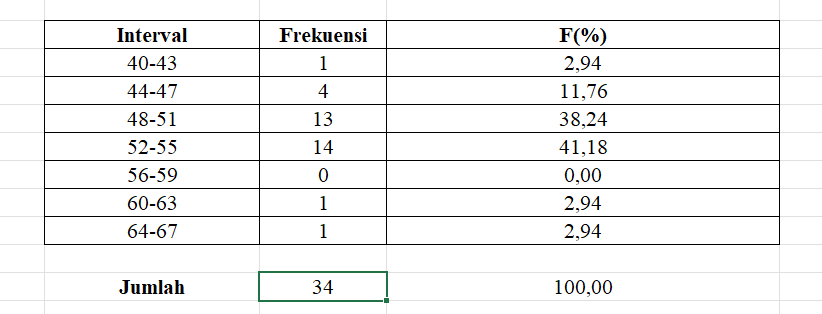 Interval Frekuensi F(%)
40-43 1 2,94
44-47 4 11,76
48-51 13 38,24
52-55 14 41,18
56-59 0 0,00
60-63 1 2,94
64-67 1 2,94
Jumlah 34 100,00